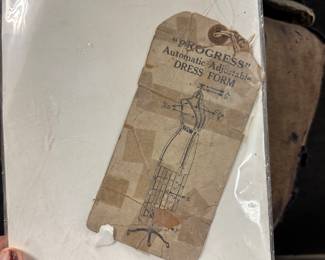 "PROGRESS"
Automatic Adjustable
DRESS FORM